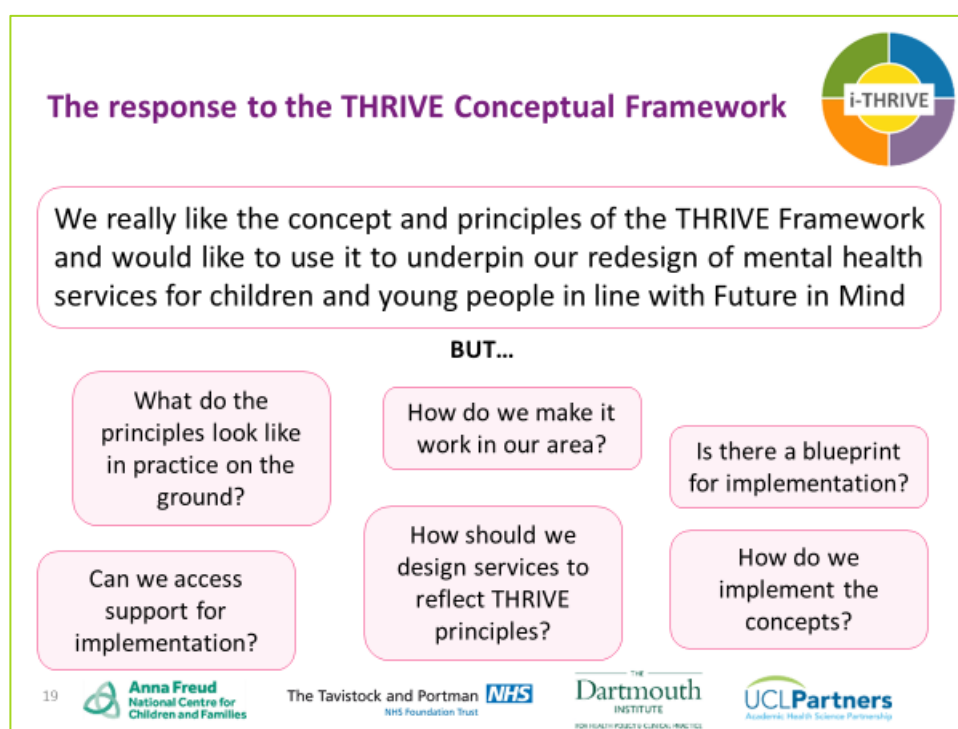 The response to the THRIVE Conceptual Framework
i-THRIVE
We really like the concept and principles of the THRIVE Framework
and would like to use it to underpin our redesign of mental health
services for children and young people in line with Future in Mind
BUT...
What do the
principles look like
in practice on the
ground?
How do we make it
work in our area?
Is there a blueprint
for implementation?
Can we access
support for
implementation?
How should we
design services to
reflect THRIVE
principles?
How do we
implement the
concepts?
19
Anna Freud
National Centre for
Children and Families
The Tavistock and Portman NHS
NHS Foundation Trust
THE
Dartmouth
INSTITUTE
FOR HEALTH POLICY & CLINICAL PRACTICE
UCLPartners
Academic Health Science Partnership